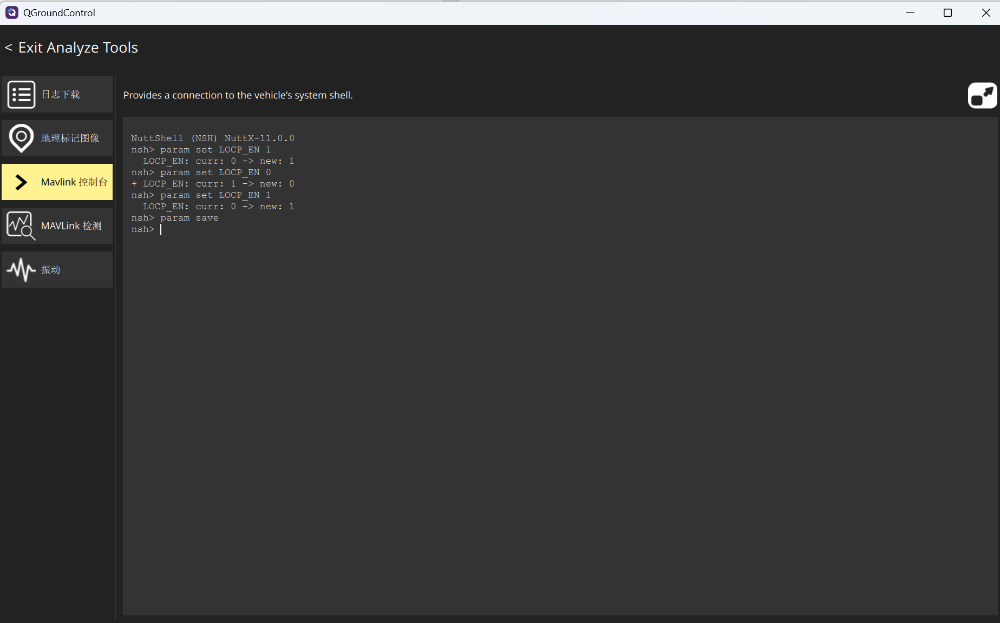 QGroundControl
< Exit Analyze Tools
日志下载
地理标记图像
Mavlink 控制台
MAVLink 检测
振动
Provides a connection to the vehicle's system shell.
NuttShell (NSH) NuttX-11.0.0
nsh> param set LOCP_EN 1
  LOCP_EN: curr: 0 -> new: 1
nsh> param set LOCP_EN 0
+ LOCP_EN: curr: 1 -> new: 0
nsh> param set LOCP_EN 1
  LOCP_EN: curr: 0 -> new: 1
nsh> param save
nsh>